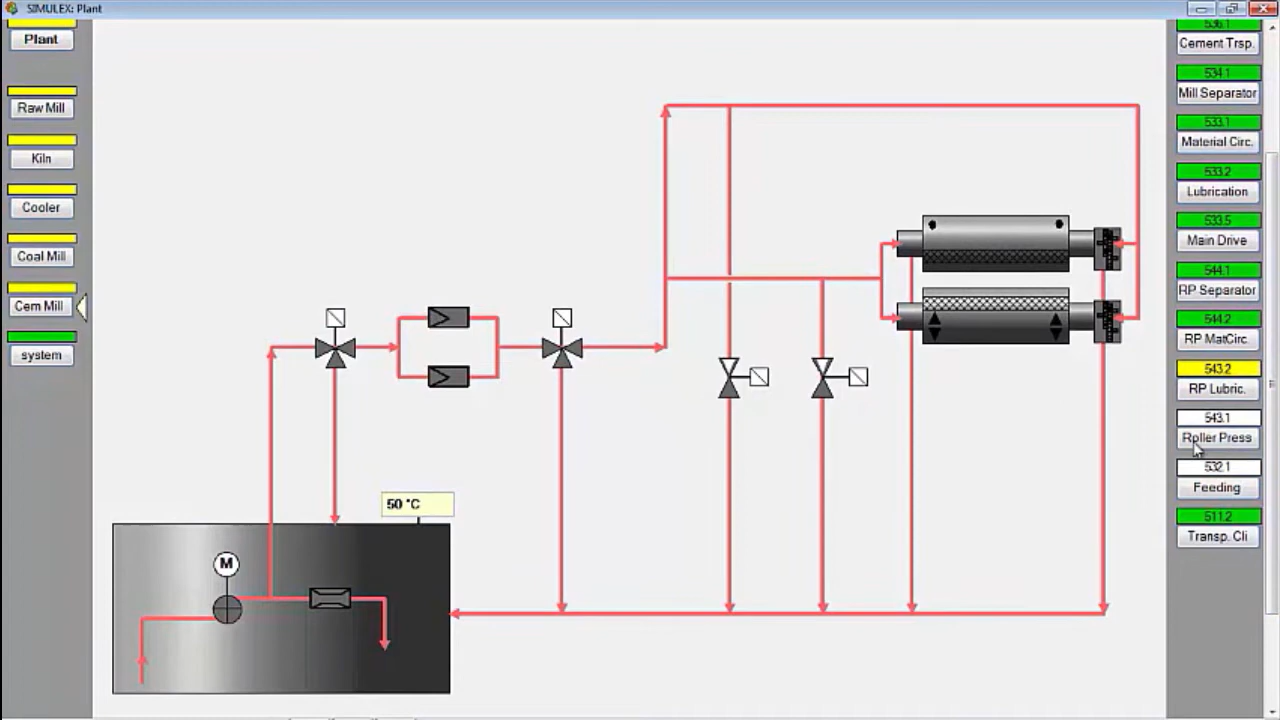 SIMULEX: Plant
Plant
Raw Mill
Kiln
Cooler
Coal Mill
Cem Mill
system
50 °C
M
536.1
Cement Trsp.
534.1
Mill Separator
533.1
Material Circ.
533.2
Lubrication
533.5
Main Drive
544.1
RP Separator
544.2
RP MatCirc.
543.2
RP Lubric.
543.1
Roller Press
532.1
Feeding
511.2
Transp. Cli